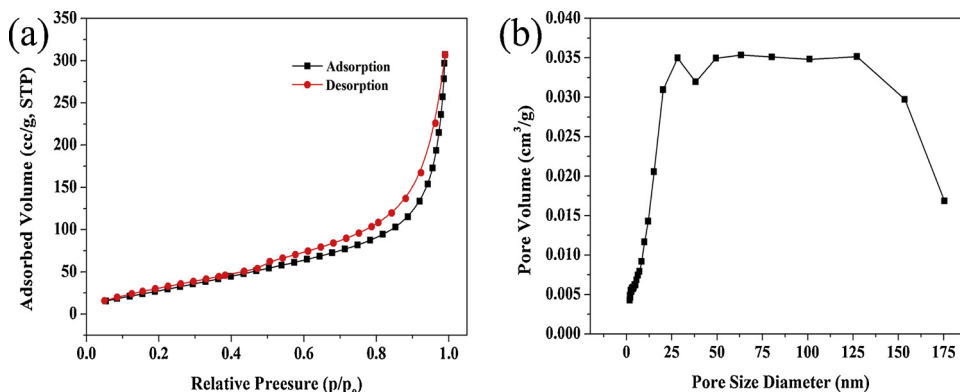 (a)
350
300
250
200
150
100
50
0
Adsorbed Volume (cc/g, STP)
Adsorption
Desorption
0.0 0.2 0.4 0.6 0.8 1.0
Relative Preesure (p/p₀)
(b)
0.040
0.035
0.030
0.025
0.020
0.015
0.010
0.005
0.000
Pore Volume (cm³/g)
0 25 50 75 100 125 150 175
Pore Size Diameter (nm)